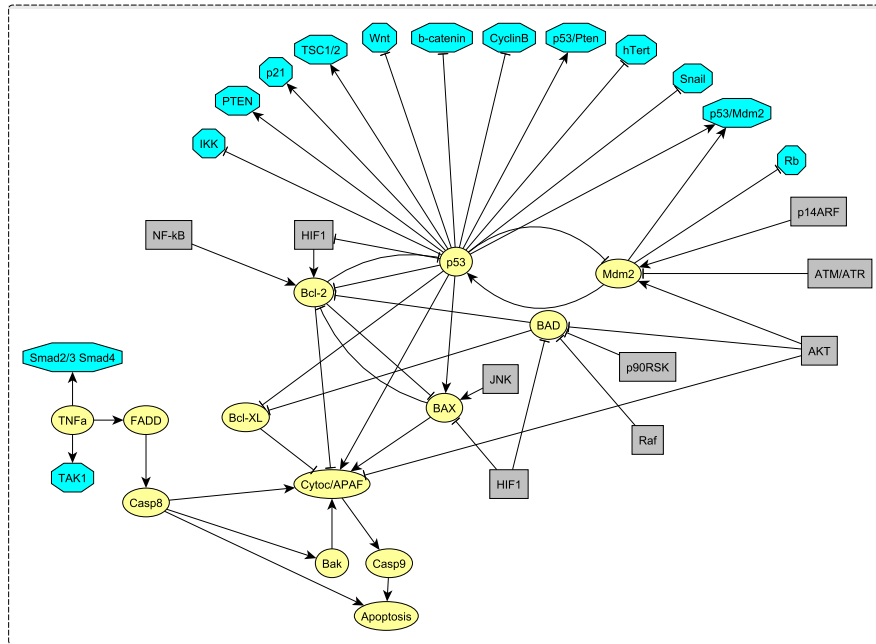 Wnt
b-catenin
CyclinB
p53/Pten
TSC1/2
hTert
p21
Snail
PTEN
p53/Mdm2
IKK
Rb
p14ARF
NF-kB
HIF1
p53
Mdm2
ATM/ATR
Bcl-2
BAD
AKT
Smad2/3 Smad4
p90RSK
JNK
TNFa
FADD
Bcl-XL
BAX
Raf
TAK1
Cytoc/APAF
HIF1
Casp8
Bak
Casp9
Apoptosis